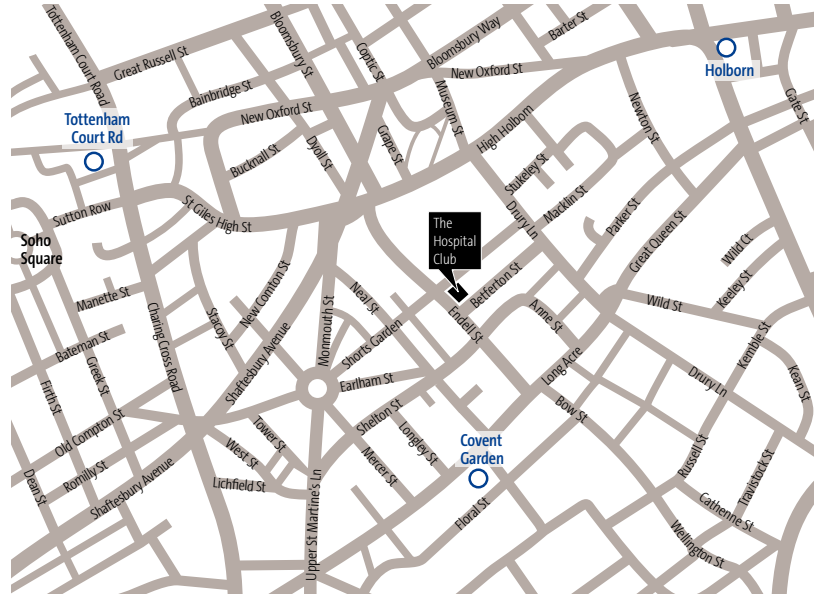 Tottenham Court Road
Great Russell St
Bloomsbury St
Coptic St
Bloomsbury Way
Barter St
New Oxford St
Holborn
Bainbridge St
Museum St
Newton St
Gate St
Tottenham
Court Rd
New Oxford St
Dyoll St
Grape St
High Holborn
Bucknall St
Stukeley St
Macklin St
Sutton Row
St Giles High St
Drury Ln
Parker St
Great Queen St
The
Hospital
Club
Soho
Square
Wild Ct
Manette St
New Comton St
Neal St
Betferton St
Keeley St
Wild St
Stacoy St
Monmouth St
Endell St
Anne St
Charing Cross Road
Bateman St
Shaftesbury Avenue
Shorts Garden
Long Acre
Kemble St
Firth St
Greek St
Earlham St
Drury Ln
Kean St
Old Compton St
Shelton St
Bow St
Tower St
West St
Longley St
Covent
Garden
Russell St
Romilly St
Mercer St
Dean St
Lichfield St
Travistock St
Shaftesbury Avenue
Floral St
Cathenne St
Upper St Martine's Ln
Wellington St